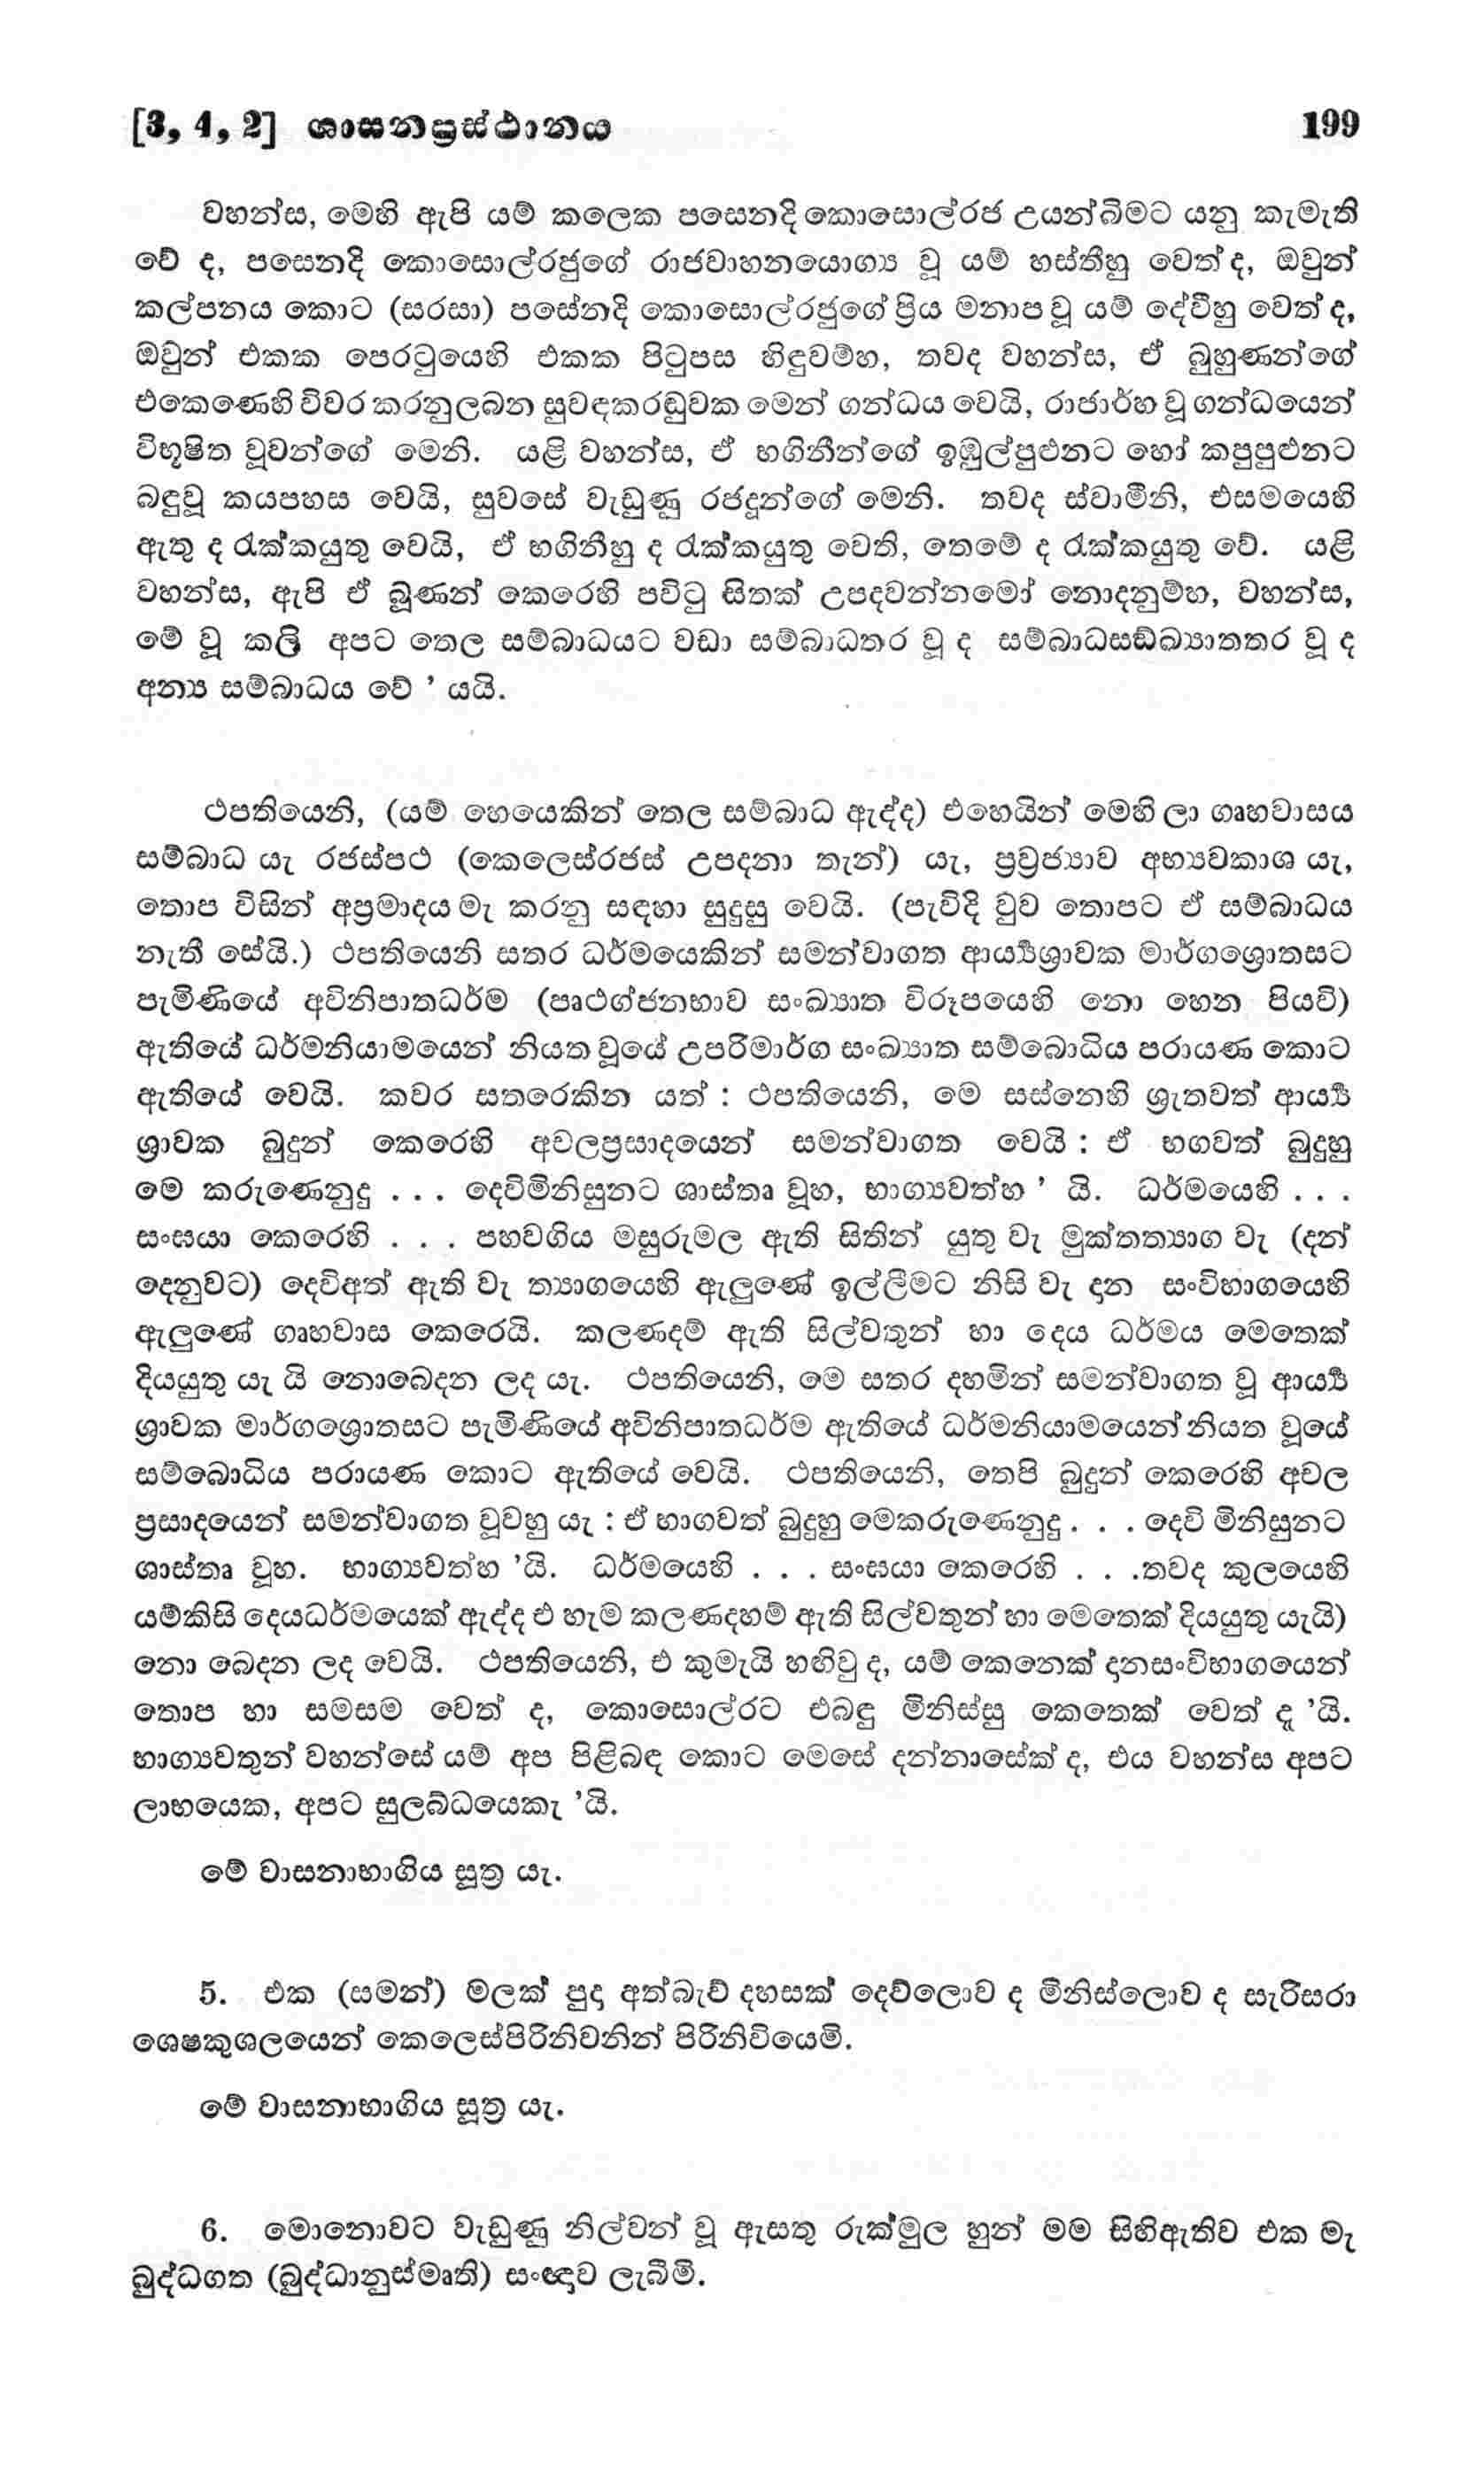 [3, 4, 2] ශාසනප්‍රස්ථානය 199
වහන්ස, මෙහි ඇපි යම් කලෙක පසෙනදි කොසොල්රජ උයන්බිමට යනු කැමැති
වේ ද, පසෙනදි කොසොල්රජුගේ රාජවාහනයොග්‍ය වූ යම් හස්තීහු වෙත් ද, ඔවුන්
කල්පනය කොට (සරසා) පසේනදි කොසොල්රජුගේ ප්‍රිය මනාප වූ යම් දේවීහු වෙත් ද,
ඔවුන් එකක පෙරටුයෙහි එකක පිටුපස හිඳුවම්හ, තවද වහන්ස, ඒ බුහුණන්ගේ
එකෙණෙහි විවර කරනුලබන සුවඳකරඬුවක මෙන් ගන්ධය වෙයි, රාජාර්හ වූ ගන්ධයෙන්
විභූෂිත වූවන්ගේ මෙනි. යළි වහන්ස, ඒ භගිනීන්ගේ ඉඹුල්පුළුනට හෝ කපුපුළුනට
බඳුවූ කයපහස වෙයි, සුවසේ වැඩුණු රජදූන්ගේ මෙනි. තවද ස්වාමීනි, එසමයෙහි
ඇතු ද රැක්කයුතු වෙයි, ඒ භගිනීහු ද රැක්කයුතු වෙති, තෙමේ ද රැක්කයුතු වේ. යළි
වහන්ස, ඇපි ඒ බූණන් කෙරෙහි පවිටු සිතක් උපදවන්නමෝ නොදනුම්හ, වහන්ස,
මේ වූ කලි අපට තෙල සම්බාධයට වඩා සම්බාධතර වූ ද සම්බාධසඞ්ඛ්‍යාතතර වූ ද
අන්‍ය සම්බාධය වේ ' යයි.
ථපතියෙනි, (යම් හෙයෙකින් තෙල සම්බාධ ඇද්ද) එහෙයින් මෙහි ලා ගෘහවාසය
සම්බාධ යැ රජස්පථ (කෙලෙස්රජස් උපදනා තැන්) යැ, ප්‍රව්‍රජ්‍යාව අභ්‍යවකාශ යැ,
තොප විසින් අප්‍රමාදය මැ කරනු සඳහා සුදුසු වෙයි. (පැවිදි වුව තොපට ඒ සම්බාධය
නැතී සේයි.) ථපතියෙනි සතර ධර්මයෙකින් සමන්වාගත ආර්‍ය්‍යශ්‍රාවක මාර්ගශ්‍රොතසට
පැමිණියේ අවිනිපාතධර්ම (පෘථග්ජනභාව සංඛ්‍යාත විරූපයෙහි නො හෙන පියවි)
ඇතියේ ධර්මනියාමයෙන් නියත වූයේ උපරිමාර්ග සංඛ්‍යාත සම්බොධිය පරායණ කොට
ඇතියේ වෙයි. කවර සතරෙකින යත් : ථපතියෙනි, මෙ සස්නෙහි ශ්‍රැතවත් ආර්‍ය්‍ය
ශ්‍රාවක බුදුන් කෙරෙහි අචලප්‍රසාදයෙන් සමන්වාගත වෙයි : ඒ භගවත් බුදුහු
මෙ කරුණෙනුදු . . . දෙවිමිනිසුනට ශාස්තෘ වූහ, භාග්‍යවත්හ ' යි. ධර්මයෙහි . . .
සංඝයා කෙරෙහි . . . පහවගිය මසුරුමල ඇති සිතින් යුතු වැ මුක්තත්‍යාග වැ (දන්
දෙනුවට) දෙව්අත් ඇති වැ ත්‍යාගයෙහි ඇලුණේ ඉල්ලීමට නිසි වැ දාන සංවිභාගයෙහි
ඇලුණේ ගෘහවාස කෙරෙයි. කලණදම් ඇති සිල්වතුන් හා දෙය ධර්මය මෙතෙක්
දියයුතු යැ යි නොබෙදන ලද යැ. ථපතියෙනි, මෙ සතර දහමින් සමන්වාගත වූ ආර්‍ය්‍ය
ශ්‍රාවක මාර්ගශ්‍රොතසට පැමිණියේ අවිනිපාතධර්ම ඇතියේ ධර්මනියාමයෙන් නියත වූයේ
සම්බොධිය පරායණ කොට ඇතියේ වෙයි. ථපතියෙනි, තෙපි බුදුන් කෙරෙහි අචල
ප්‍රසාදයෙන් සමන්වාගත වූවහු යැ : ඒ භාගවත් බුදුහු මෙකරුණෙනුදු . . . දෙවි මිනිසුනට
ශාස්තෘ වූහ. භාග්‍යවත්හ 'යි. ධර්මයෙහි . . . සංඝයා කෙරෙහි . . .තවද කුලයෙහි
යම්කිසි දෙයධර්මයෙක් ඇද්ද එ හැම කලණදහම් ඇති සිල්වතුන් හා මෙතෙක් දියයුතු යැයි)
නො බෙදන ලද වෙයි. ථපතියෙනි, එ කුමැයි හඟිවු ද, යම් කෙනෙක් දානසංවිභාගයෙන්
තොප හා සමසම වෙත් ද, කොසොල්රට එබඳු මිනිස්සු කෙතෙක් වෙත් දැ 'යි.
භාග්‍යවතුන් වහන්සේ යම් අප පිළිබඳ කොට මෙසේ දන්නාසේක් ද, එය වහන්ස අපට
ලාභයෙක, අපට සුලබ්ධයෙකැ 'යි.
මේ වාසනාභාගිය සූත්‍ර යැ.
5. එක (සමන්) මලක් පුදා අත්බැව් දහසක් දෙව්ලොව ද මිනිස්ලොව ද සැරිසරා
ශෙෂකුශලයෙන් කෙලෙස්පිරිනිවනින් පිරිනිවියෙමි.
මේ වාසනාභාගිය සූත්‍ර යැ.
6. මොනොවට වැඩුණු නිල්වන් වූ ඇසතු රුක්මුල හුන් මම සිහිඇතිව එක මැ
බුද්ධගත (බුද්ධානුස්මෘති) සංඥාව ලැබීමි.